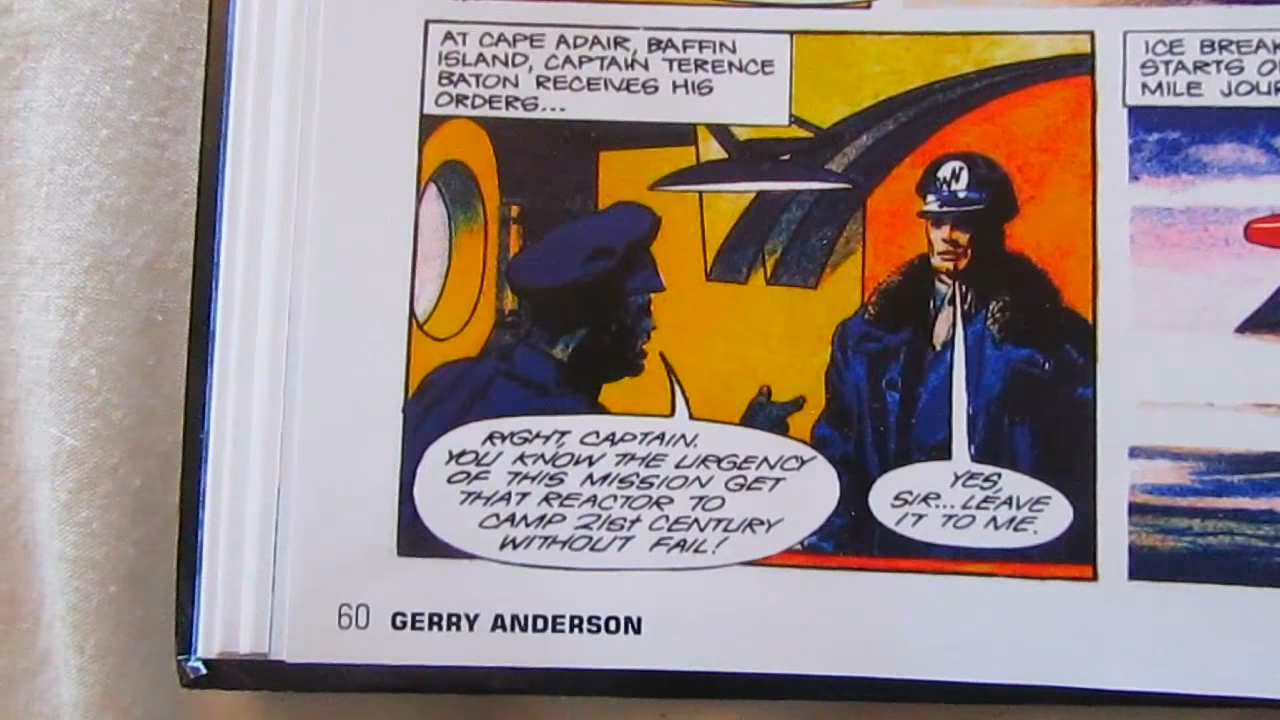 AT CAPE ADAIR, BAFFIN
ISLAND, CAPTAIN TERENCE
BATON RECEIVES HIS
ORDERS...
WN
RIGHT, CAPTAIN.
YOU KNOW THE URGENCY
OF THIS MISSION GET
THAT REACTOR TO
CAMP 21st CENTURY
WITHOUT FAIL!
YES,
SIR... LEAVE
IT TO ME.
ICE
STARTS
MILE
60 GERRY ANDERSON